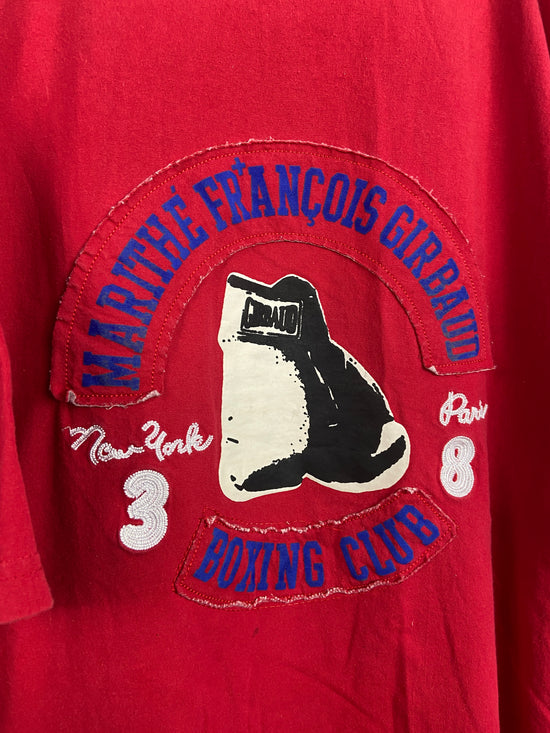 MARITHÉ FRANÇOIS GIRBAUD
GIRBAUD
New York
Paris
3
8
BOXING CLUB